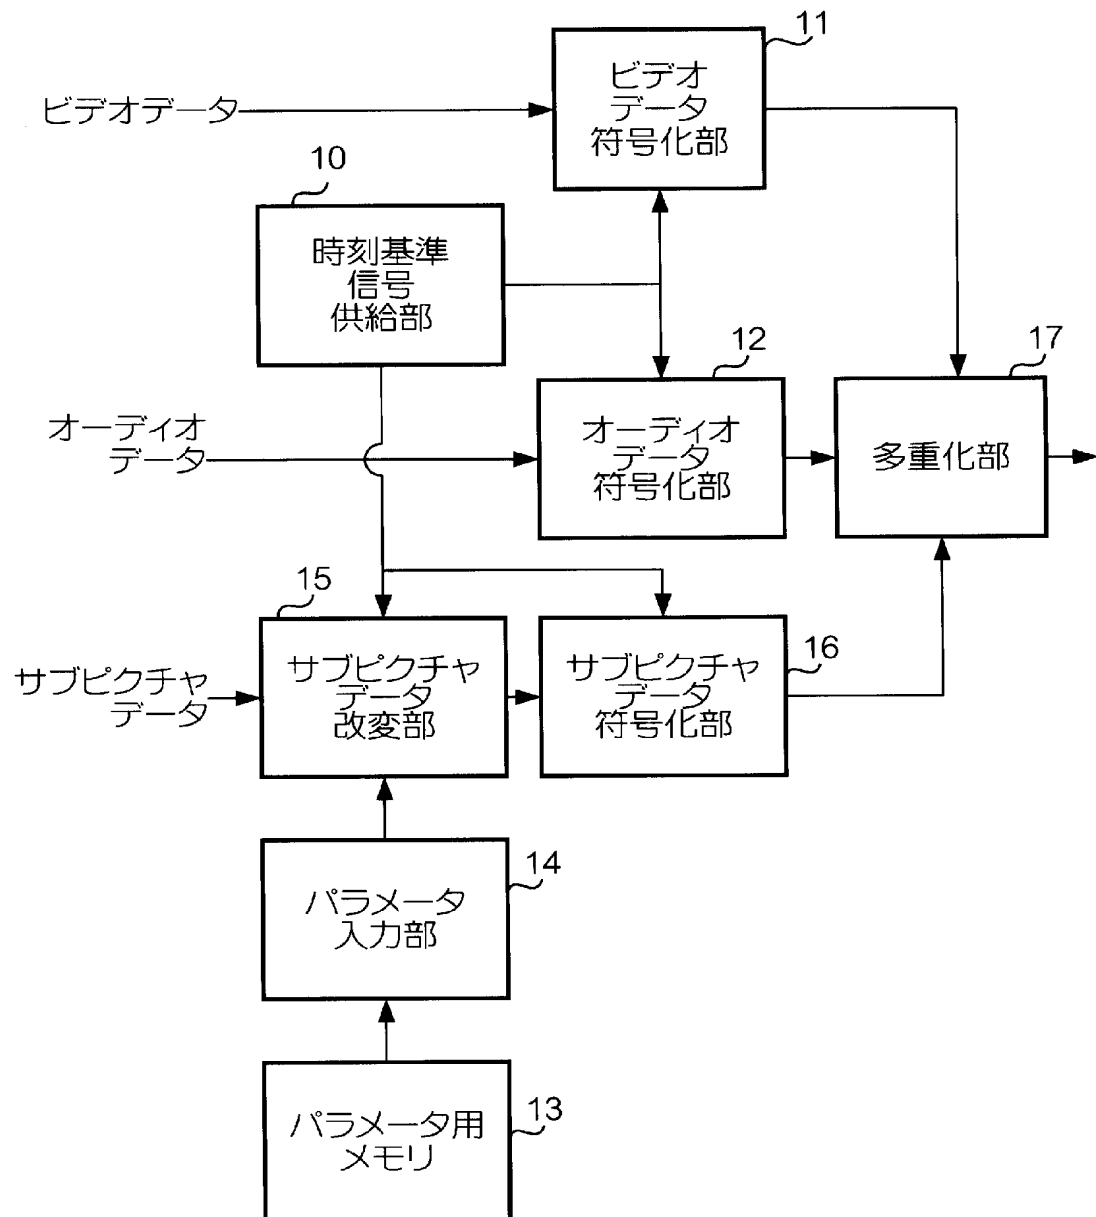 11
ビデオ
データ
符号化部
ビデオデータ
10
時刻基準
信号
供給部
12
オーディオ
データ
符号化部
17
多重化部
オーディオ
データ
15
サブピクチャ
データ
改変部
サブピクチャ
データ
16
サブピクチャ
データ
符号化部
14
パラメータ
入力部
13
パラメータ用
メモリ